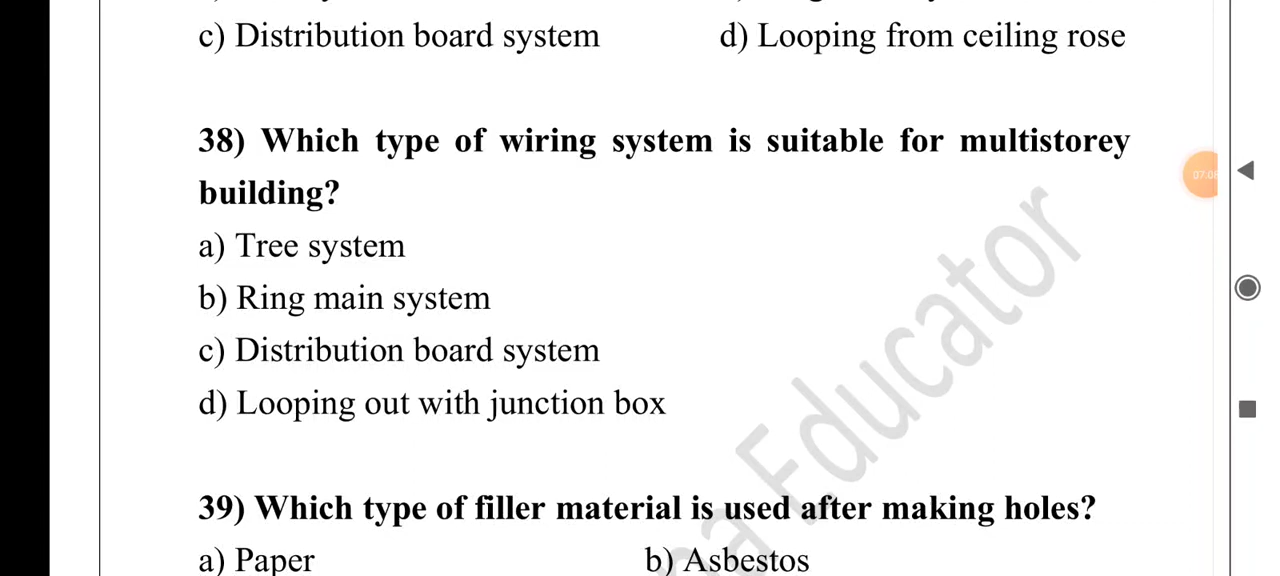 c) Distribution board system d) Looping from ceiling rose
38) Which type of wiring system is suitable for multistorey
building?
a) Tree system
b) Ring main system
c) Distribution board system
d) Looping out with junction box
39) Which type of filler material is used after making holes?
a) Paper b) Asbestos
Educator